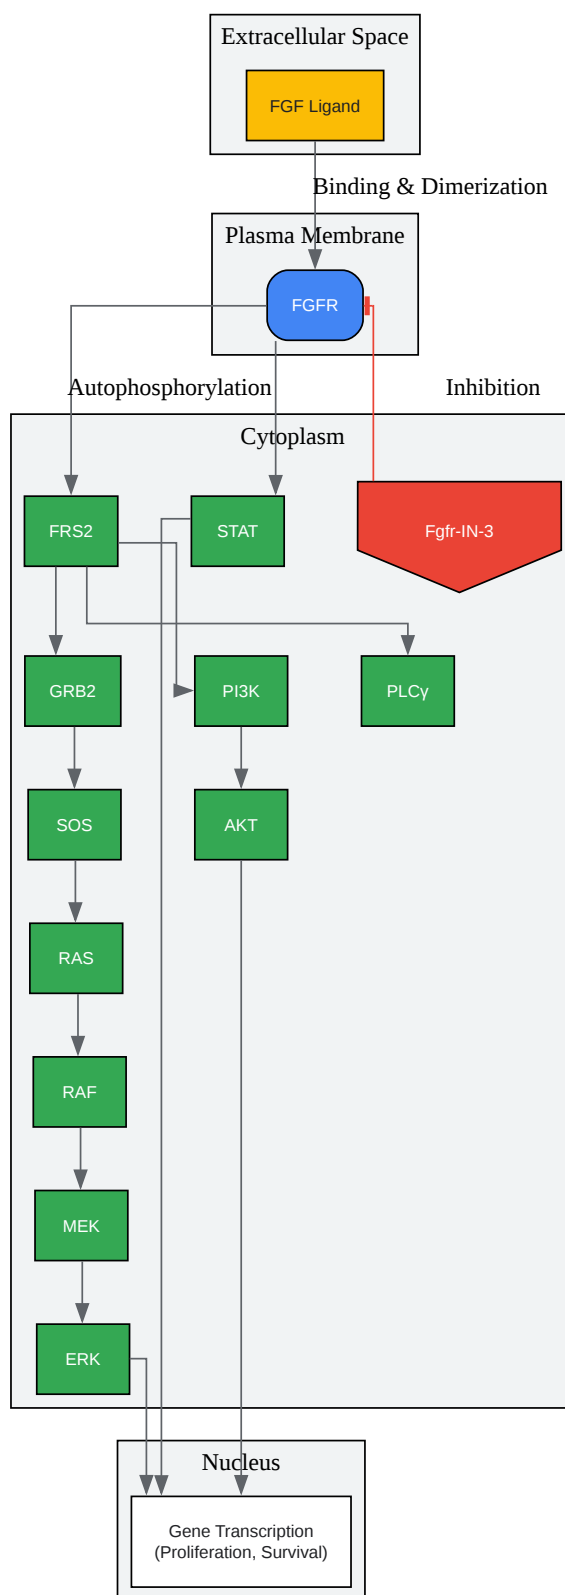 Extracellular Space
FGF Ligand
Binding & Dimerization
Plasma Membrane
FGFR
Autophosphorylation
Inhibition
Cytoplasm
FRS2
STAT
Fgfr-IN-3
GRB2
PI3K
PLCγ
SOS
AKT
RAS
RAF
MEK
ERK
Nucleus
Gene Transcription
(Proliferation, Survival)